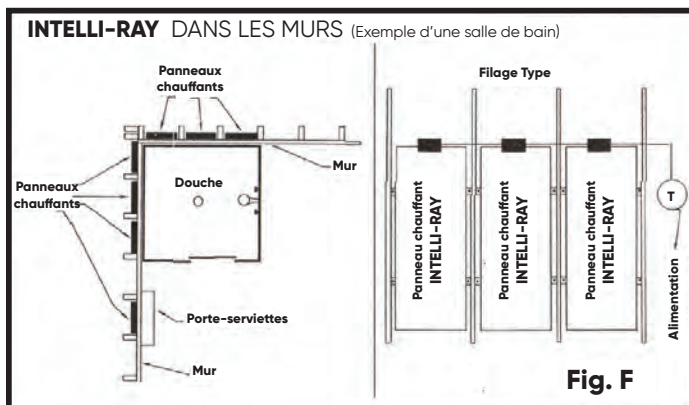 INTELLI-RAY DANS LES MURS (Exemple d'une salle de bain)
Panneaux
chauffants
Mur
Douche
Panneaux
chauffants
Porte-serviettes
Mur
Filage Type
Panneau chauffant
INTELLI-RAY
Panneau chauffant
INTELLI-RAY
Panneau chauffant
INTELLI-RAY
T
Alimentation
Fig. F